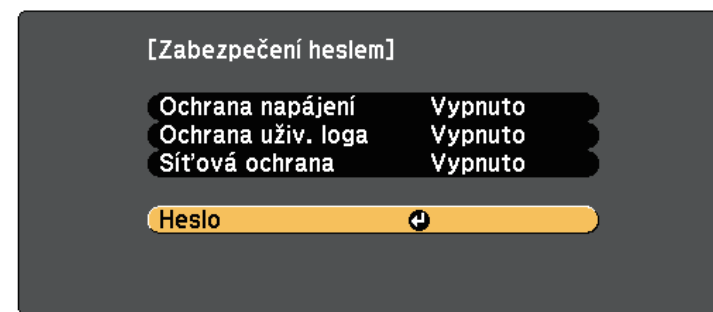 [Zabezpečení heslem]
Ochrana napájení Vypnuto
Ochrana uživ. loga Vypnuto
Síťová ochrana Vypnuto
Heslo